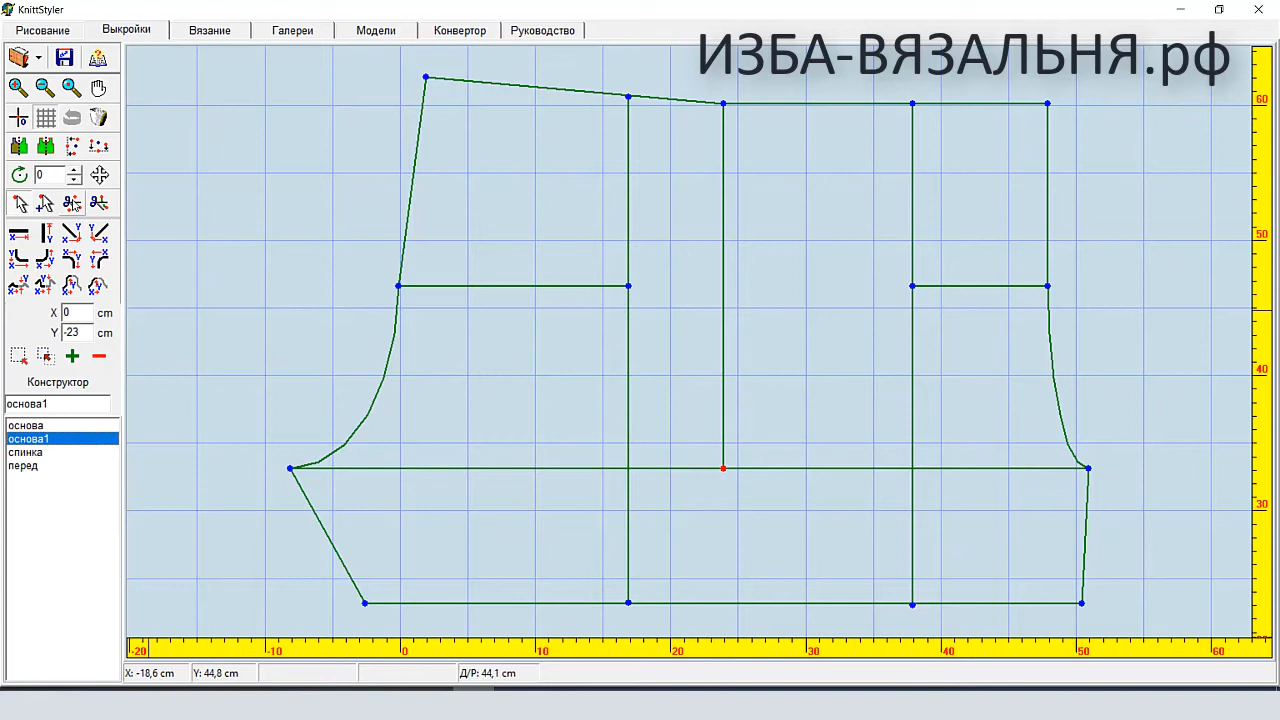 KnittStyler
Рисование Выкройки Вязание Галереи Модели Конвертор Руководство
ИЗБА-ВЯЗАЛЬНЯ.рф
0
X 0 cm
Y -23 cm
Конструктор
основа1
основа
основа1
спинка
перед
60
50
40
30
-20 -10 0 10 20 30 40 50 60
X: -18,6 cm Y: 44,8 cm Д/Р: 44,1 cm